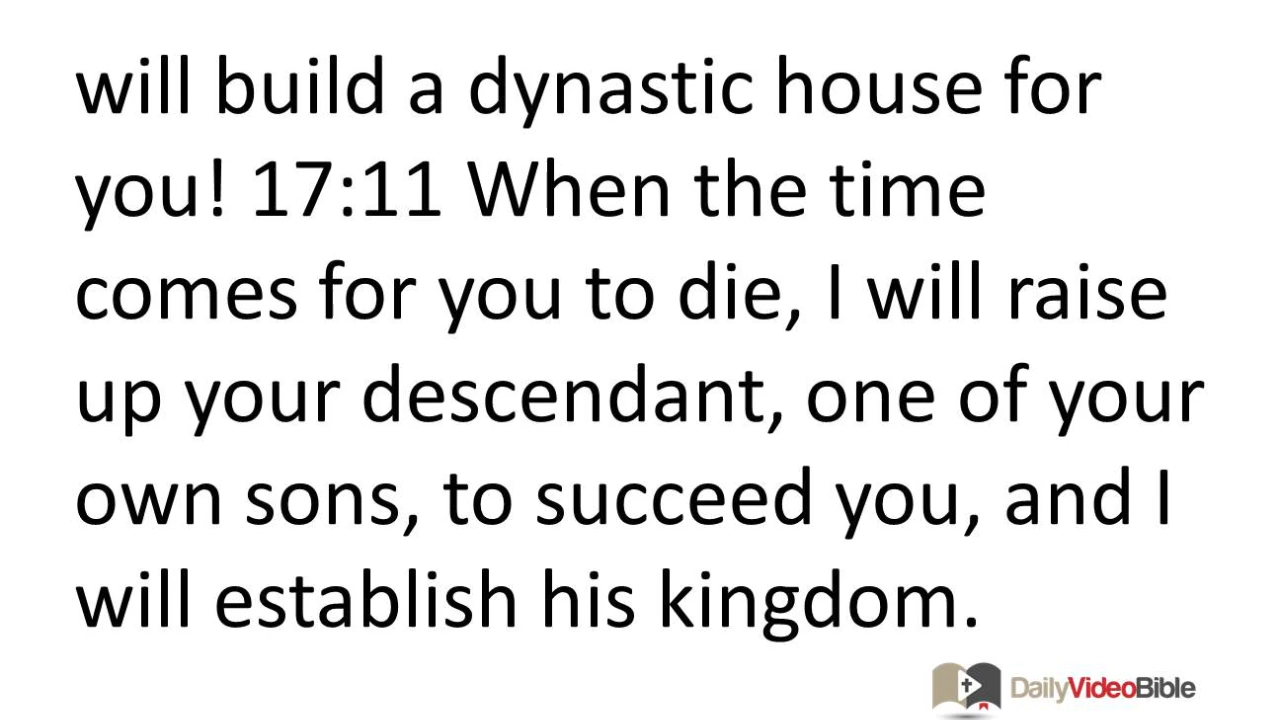 will build a dynastic house for
you! 17:11 When the time
comes for you to die, I will raise
up your descendant, one of your
own sons, to succeed you, and I
will establish his kingdom.
DailyVideoBible